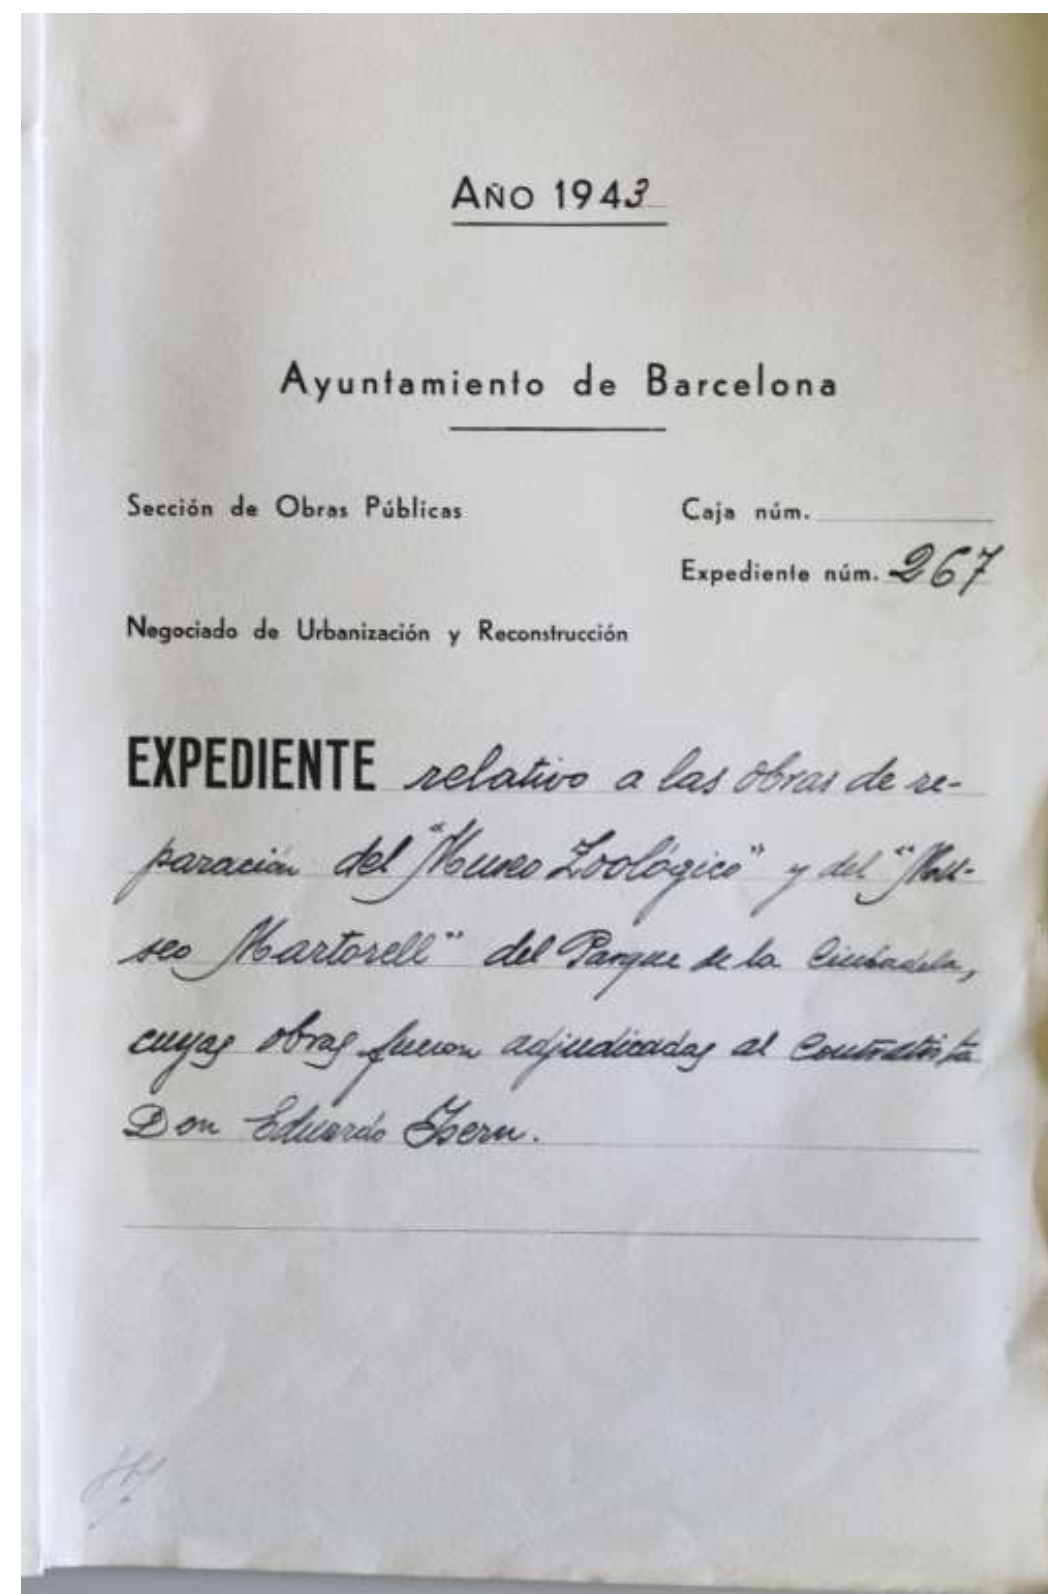 AÑO 1943
Ayuntamiento de Barcelona
Sección de Obras Públicas
Caja núm.
Expediente núm. 267
Negociado de Urbanización y Reconstrucción
EXPEDIENTE relativo a las obras de re-
paración del "Museo Zoológico" y del "Mu-
seo Martorell" del Parque de la Ciudadela,
cuyas obras fueron adjudicadas al Contratista
Don Eduardo Isern.